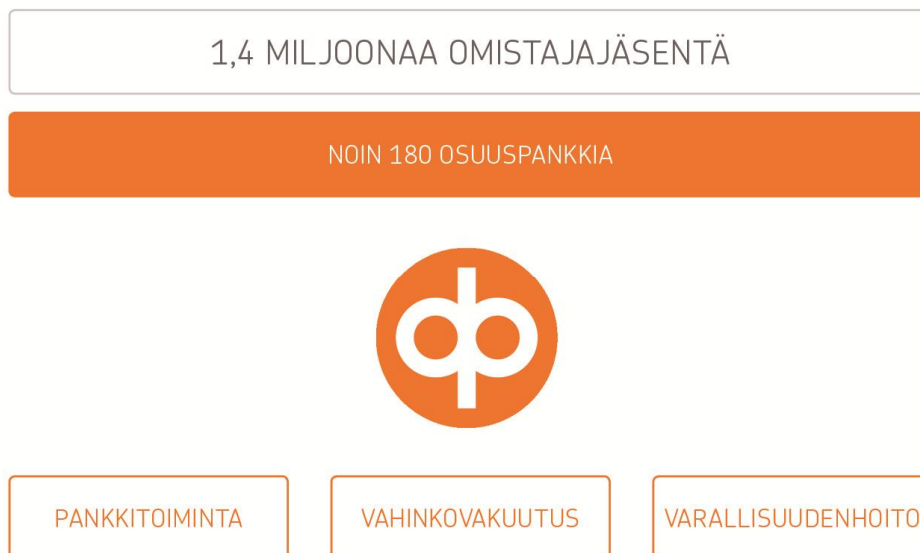 1,4 MILJOONAA OMISTAJAJÄSENTÄ
NOIN 180 OSUUSPANKKIA
PANKKITOIMINTA
VAHINKOVAKUUTUS
VARALLISUUDENHOITO